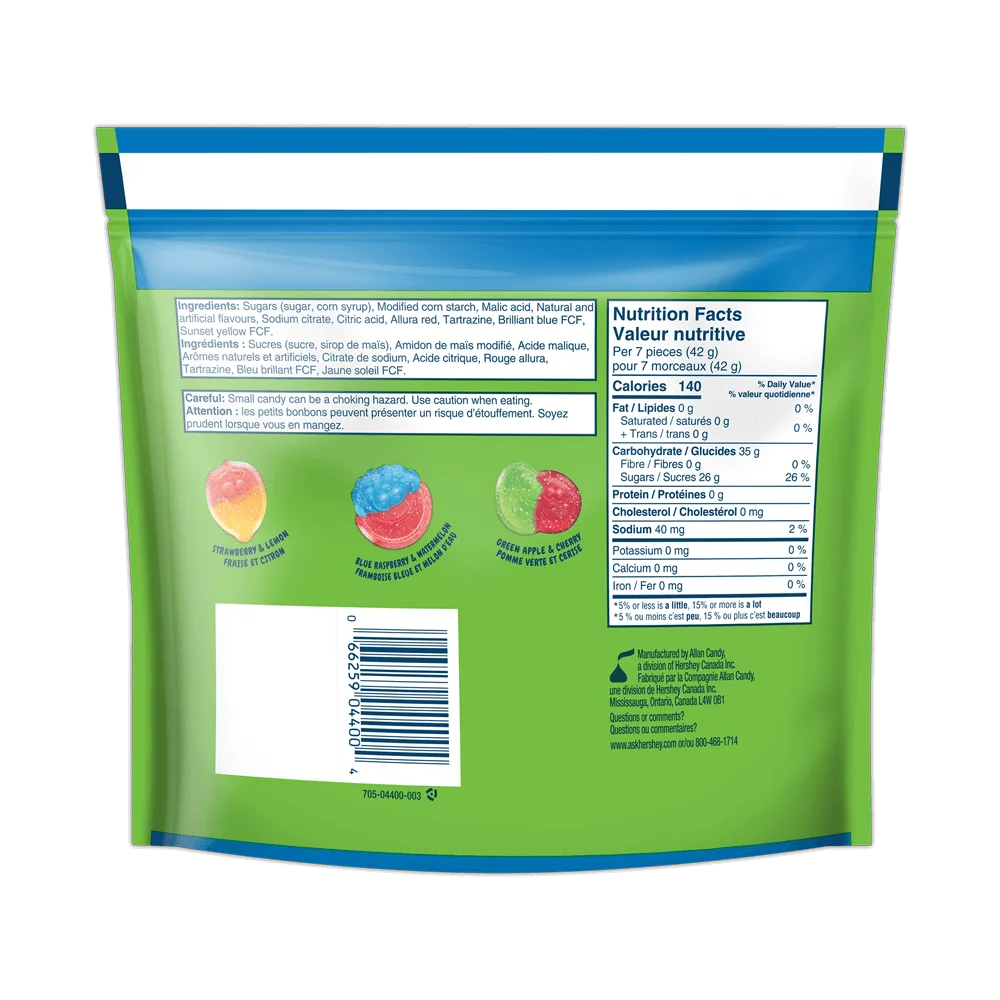 Ingredients: Sugars (sugar, corn syrup), Modified corn starch, Malic acid, Natural and
artificial flavours, Sodium citrate, Citric acid, Allura red, Tartrazine, Brilliant blue FCF,
Sunset yellow FCF.
Ingrédients : Sucres (sucre, sirop de maïs), Amidon de maïs modifié, Acide malique,
Arômes naturels et artificiels, Citrate de sodium, Acide citrique, Rouge allura,
Tartrazine, Bleu brillant FCF, Jaune soleil FCF.
Careful: Small candy can be a choking hazard. Use caution when eating.
Attention : les petits bonbons peuvent présenter un risque d'étouffement. Soyez
prudent lorsque vous en mangez.
STRAWBERRY & LEMON
FRAISE ET CITRON
BLUE RASPBERRY & WATERMELON
FRAMBOISE BLEUE ET MELON D'EAU
GREEN APPLE & CHERRY
POMME VERTE ET CERISE
0 66259 04400 4
705-04400-003
Nutrition Facts
Valeur nutritive
Per 7 pieces (42 g)
pour 7 morceaux (42 g)
Calories 140
% Daily Value*
% valeur quotidienne*
Fat / Lipides 0 g 0 %
Saturated / saturés 0 g
+ Trans / trans 0 g 0 %
Carbohydrate / Glucides 35 g
Fibre / Fibres 0 g 0 %
Sugars / Sucres 26 g 26 %
Protein / Protéines 0 g
Cholesterol / Cholestérol 0 mg
Sodium 40 mg 2 %
Potassium 0 mg 0 %
Calcium 0 mg 0 %
Iron / Fer 0 mg 0 %
*5% or less is a little, 15% or more is a lot
*5 % ou moins c'est peu, 15 % ou plus c'est beaucoup
Manufactured by Allan Candy,
a division of Hershey Canada Inc.
Fabriqué par la Compagnie Allan Candy,
une division de Hershey Canada Inc.
Mississauga, Ontario, Canada L4W 0B1
Questions or comments?
Questions ou commentaires?
www.askhershey.com or/ou 800-468-1714